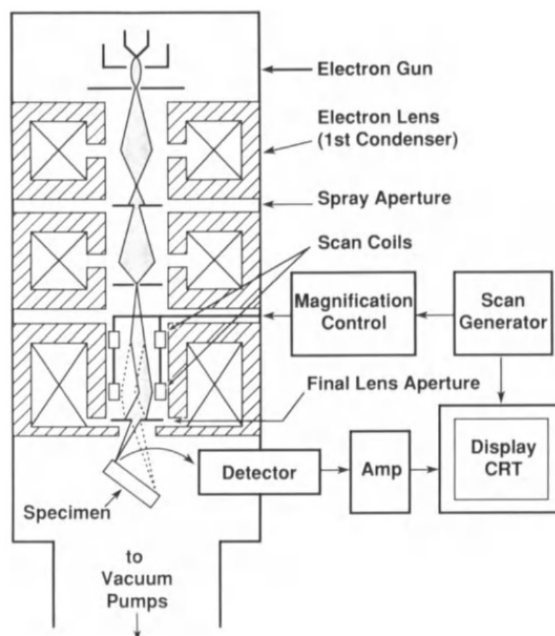 Electron Gun
Electron Lens
(1st Condenser)
Spray Aperture
Scan Coils
Magnification
Control
Scan
Generator
Final Lens Aperture
Display
CRT
Detector
Amp
Specimen
to
Vacuum
Pumps